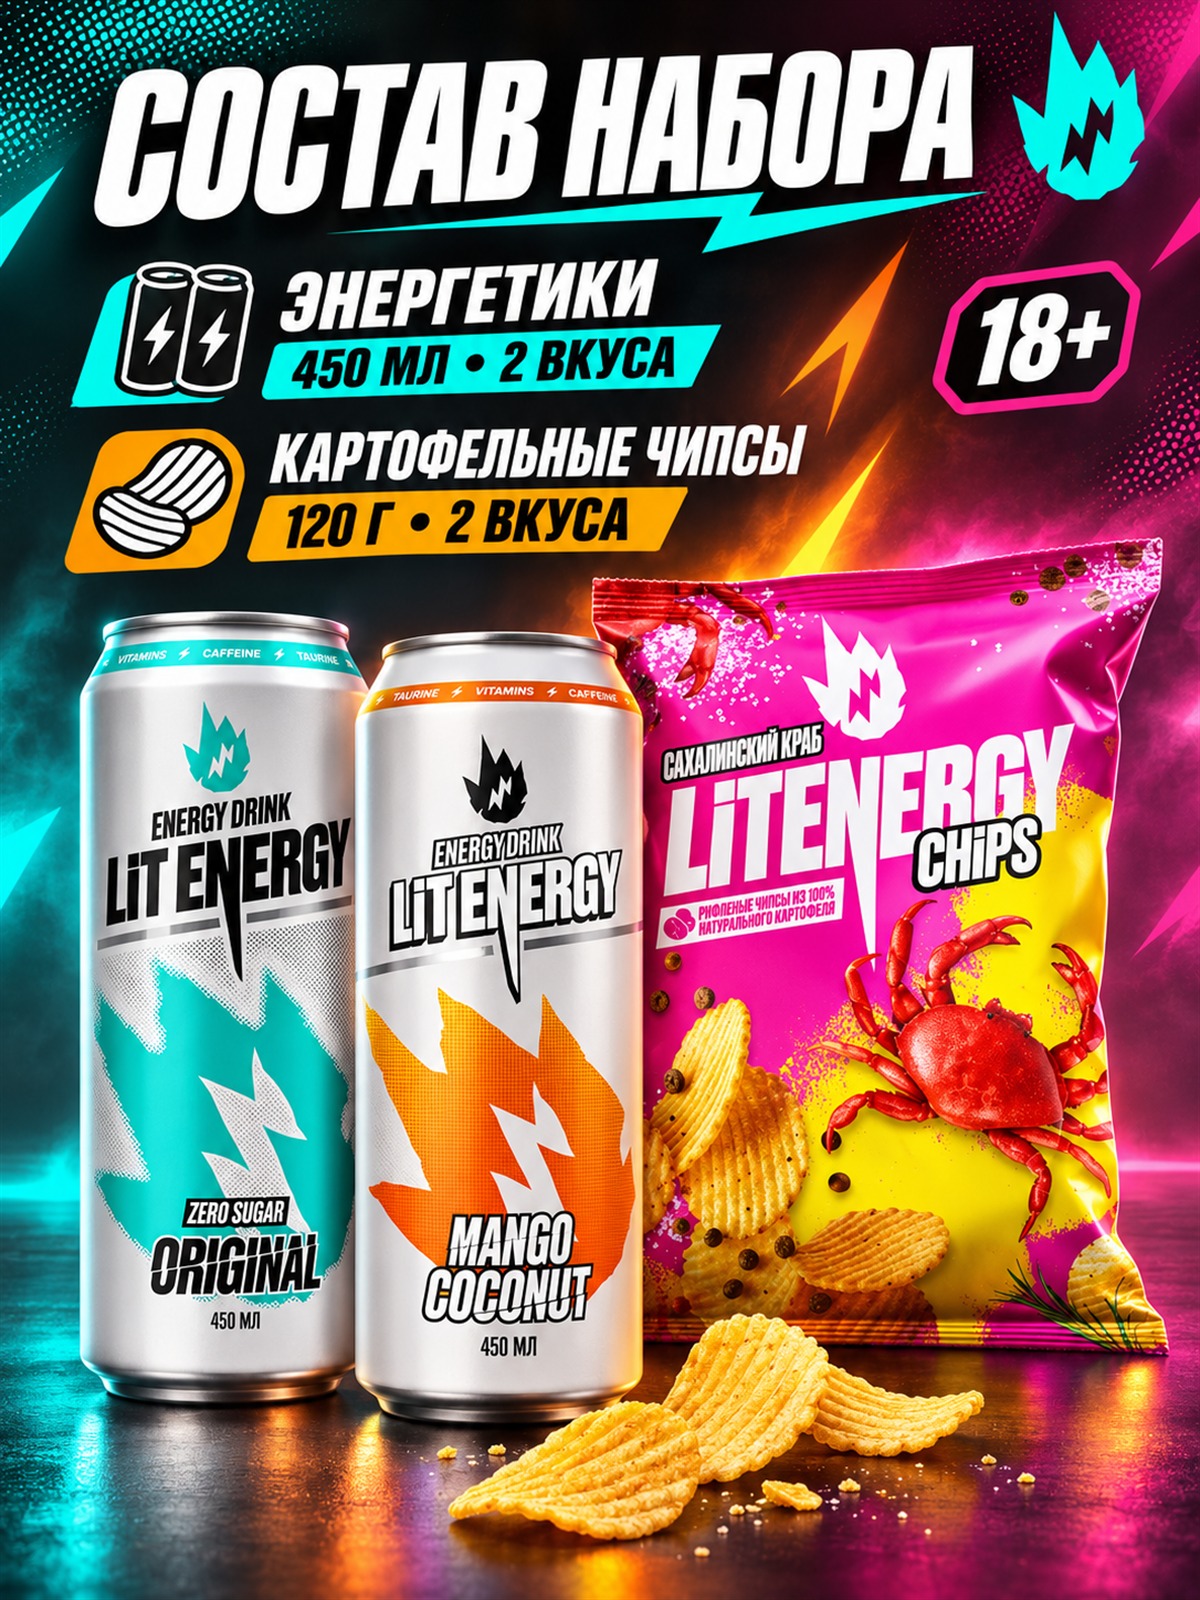 СОСТАВ НАБОРА
ЭНЕРГЕТИКИ
450 МЛ • 2 ВКУСА
18+
КАРТОФЕЛЬНЫЕ ЧИПСЫ
120 Г • 2 ВКУСА
VITAMINS CAFFEINE TAURINE
ENERGY DRINK
LiT ENERGY
ZERO SUGAR
ORIGINAL
450 МЛ
TAURINE VITAMINS CAFFEINE
ENERGY DRINK
LiT ENERGY
MANGO
COCONUT
450 МЛ
САХАЛИНСКИЙ КРАБ
LiTENERGY
CHiPS
РИФЛЕНЫЕ ЧИПСЫ ИЗ 100%
НАТУРАЛЬНОГО КАРТОФЕЛЯ